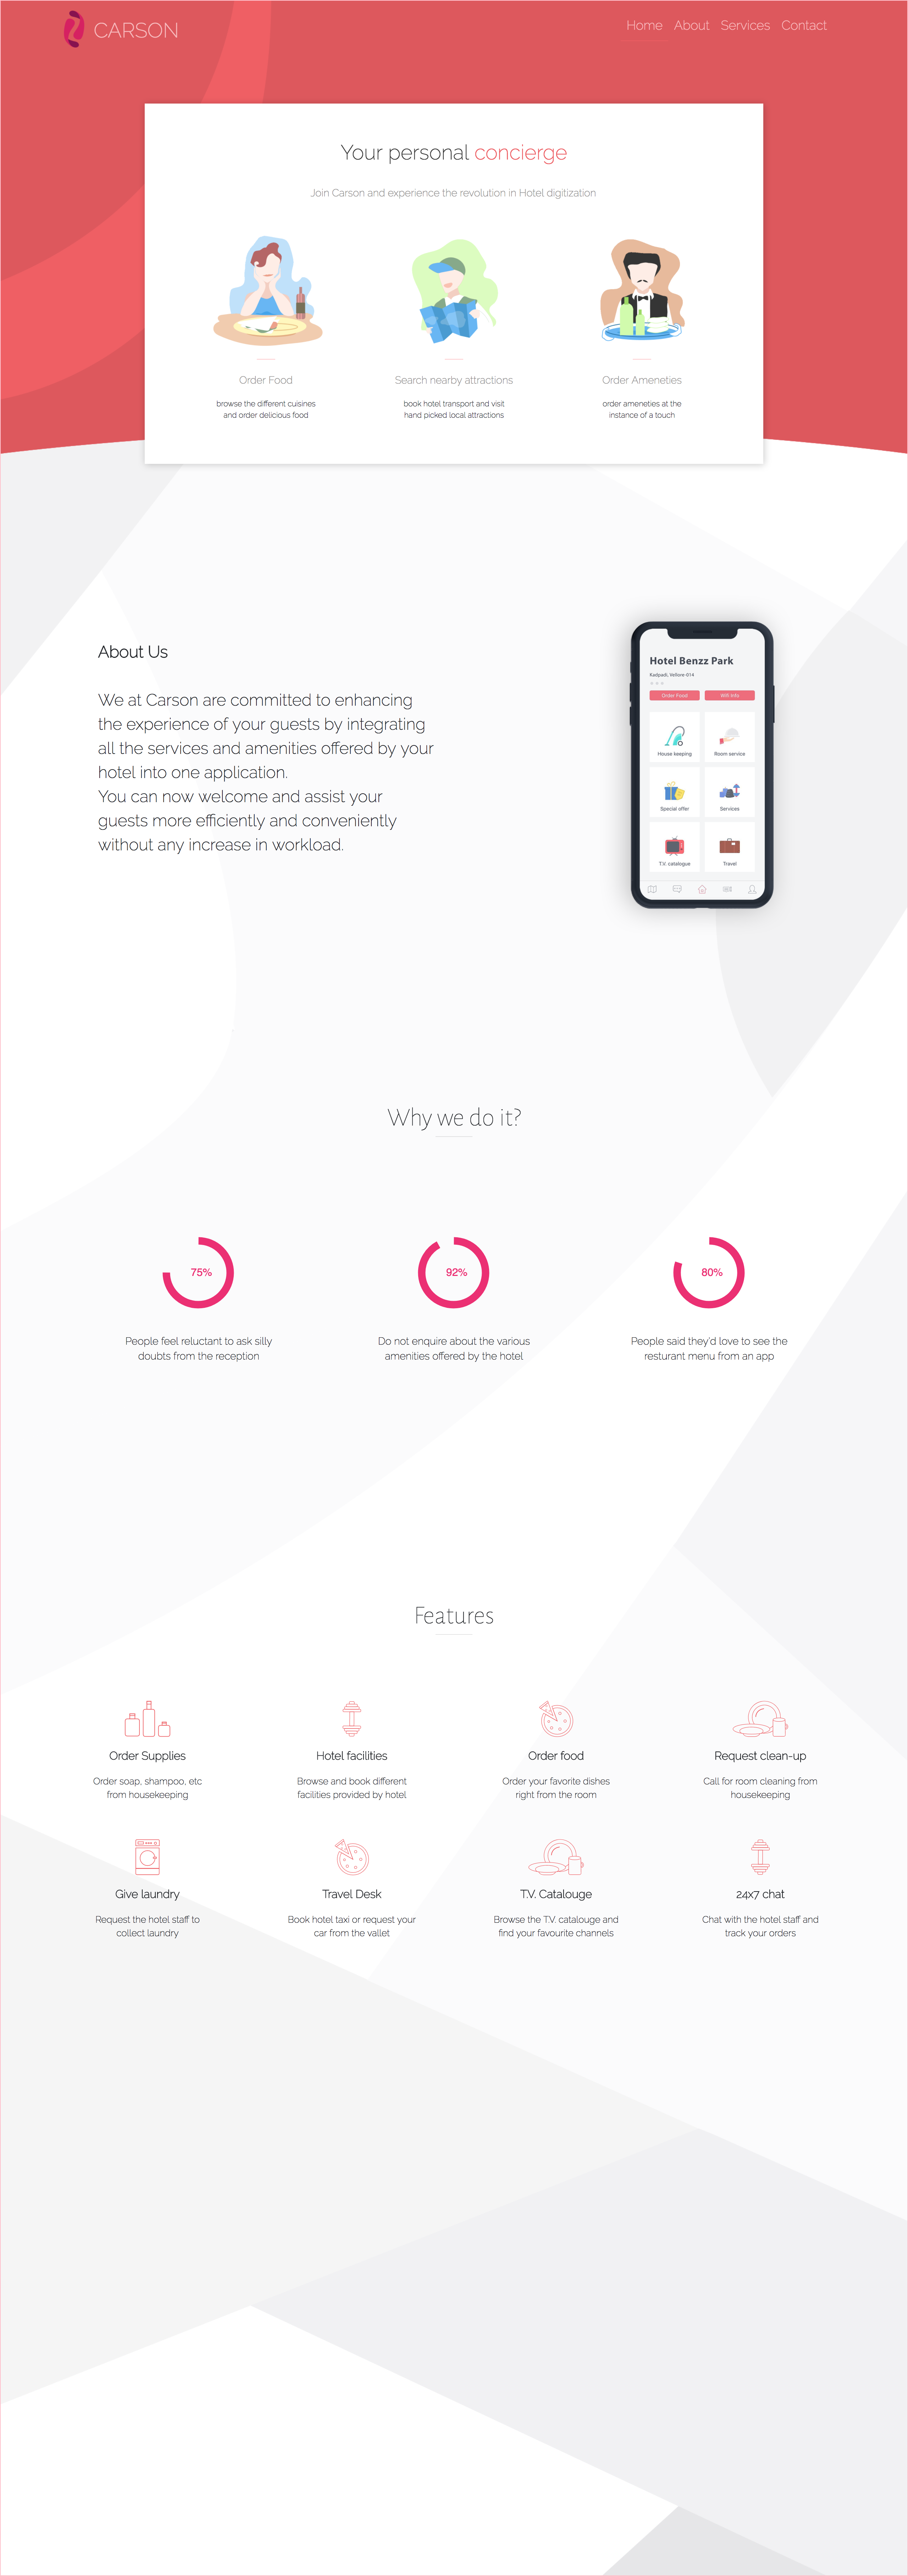 CARSON
Home About Services Contact
Your personal concierge
Join Carson and experience the revolution in Hotel digitization
Order Food
browse the different cuisines
and order delicious food
Search nearby attractions
book hotel transport and visit
hand picked local attractions
Order Ameneties
order ameneties at the
instance of a touch
About Us
We at Carson are committed to enhancing
the experience of your guests by integrating
all the services and amenities offered by your
hotel into one application.
You can now welcome and assist your
guests more efficiently and conveniently
without any increase in workload.
Hotel Benzz Park
Kadpadi, Vellore-014
Order Food
Wifi Info
House keeping
Room service
Special offer
Services
T.V. catalogue
Travel
Why we do it?
75%
People feel reluctant to ask silly
doubts from the reception
92%
Do not enquire about the various
amenities offered by the hotel
80%
People said they'd love to see the
resturant menu from an app
Features
Order Supplies
Order soap, shampoo, etc
from housekeeping
Hotel facilities
Browse and book different
facilities provided by hotel
Order food
Order your favorite dishes
right from the room
Request clean-up
Call for room cleaning from
housekeeping
Give laundry
Request the hotel staff to
collect laundry
Travel Desk
Book hotel taxi or request your
car from the vallet
T.V. Catalouge
Browse the T.V. catalouge and
find your favourite channels
24x7 chat
Chat with the hotel staff and
track your orders